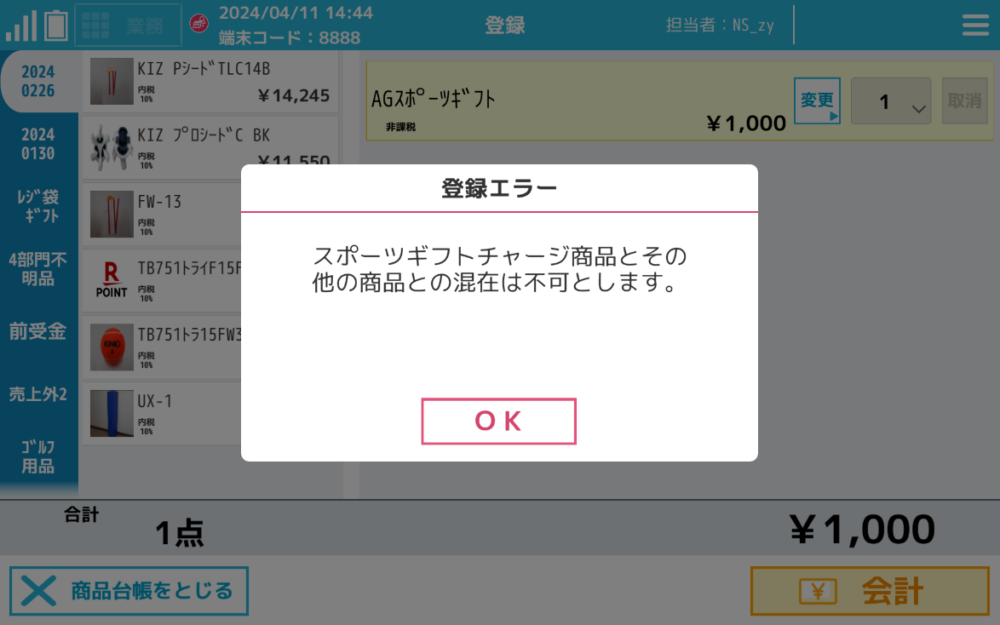 業務
2024/04/11 14:44
端末コード：8888
登録
担当者：NS_zy
2024
0226
2024
0130
ﾚｼﾞ袋
ｷﾞﾌﾄ
4部門不
明品
前受金
売上外2
ｺﾞﾙﾌ
用品
KIZ PｼｰﾄﾞTLC14B
内税
10%
￥14,245
KIZ ﾌﾟﾛｼｰﾄﾞC BK
内税
10%
￥11,550
FW-13
内税
10%
R
POINT
TB751ﾄﾗｲF15F
内税
10%
TB751ﾄﾗ15FW3
内税
10%
UX-1
内税
10%
AGｽﾎﾟｰﾂｷﾞﾌﾄ
非課税
￥1,000
変更
1
取消
登録エラー
スポーツギフトチャージ商品とその
他の商品との混在は不可とします。
OK
合計
1点
￥1,000
商品台帳をとじる
￥
会計